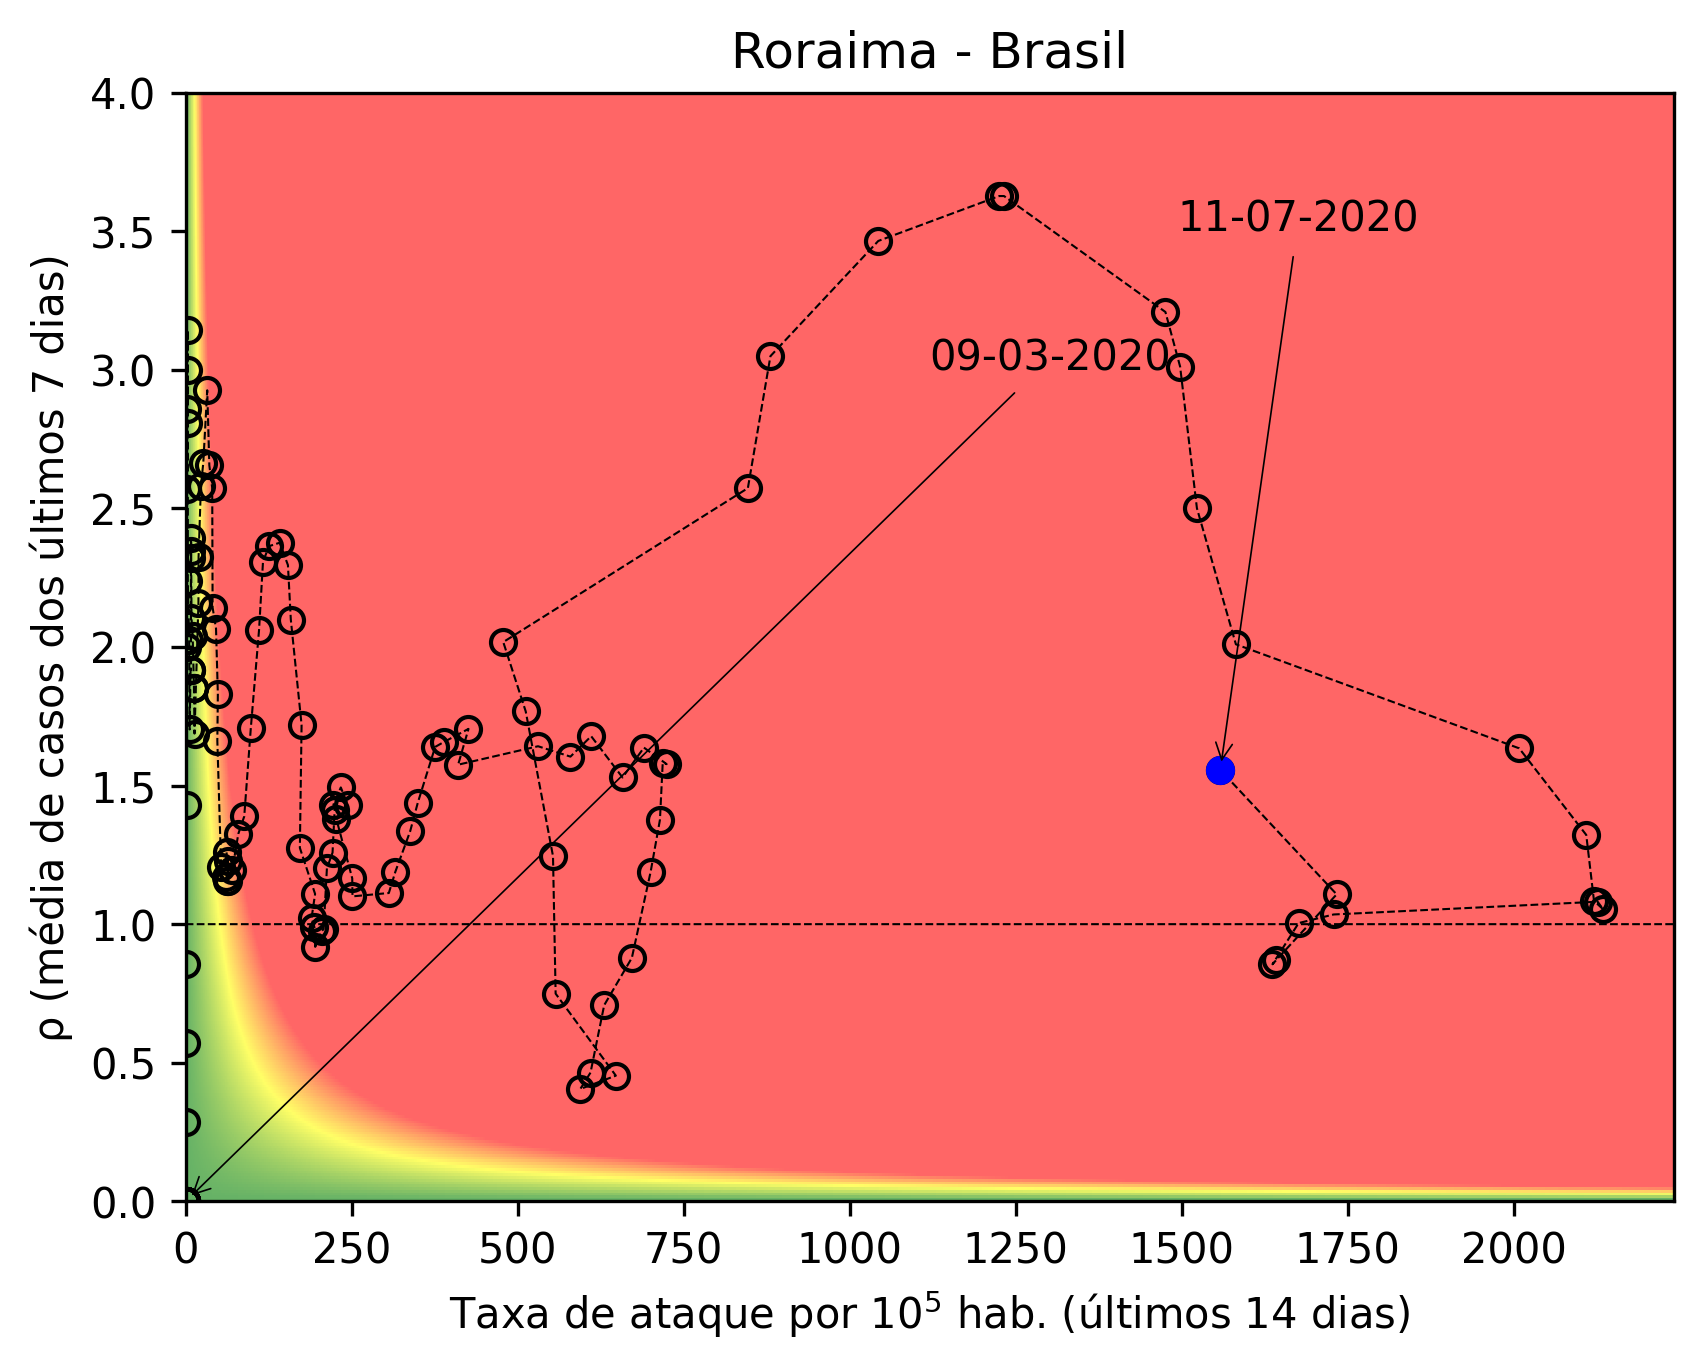 Roraima - Brasil
4.0
3.5
3.0
2.5
2.0
1.5
1.0
0.5
0.0
ρ (média de casos dos últimos 7 dias)
11-07-2020
09-03-2020
0 250 500 750 1000 1250 1500 1750 2000
Taxa de ataque por 10⁵ hab. (últimos 14 dias)